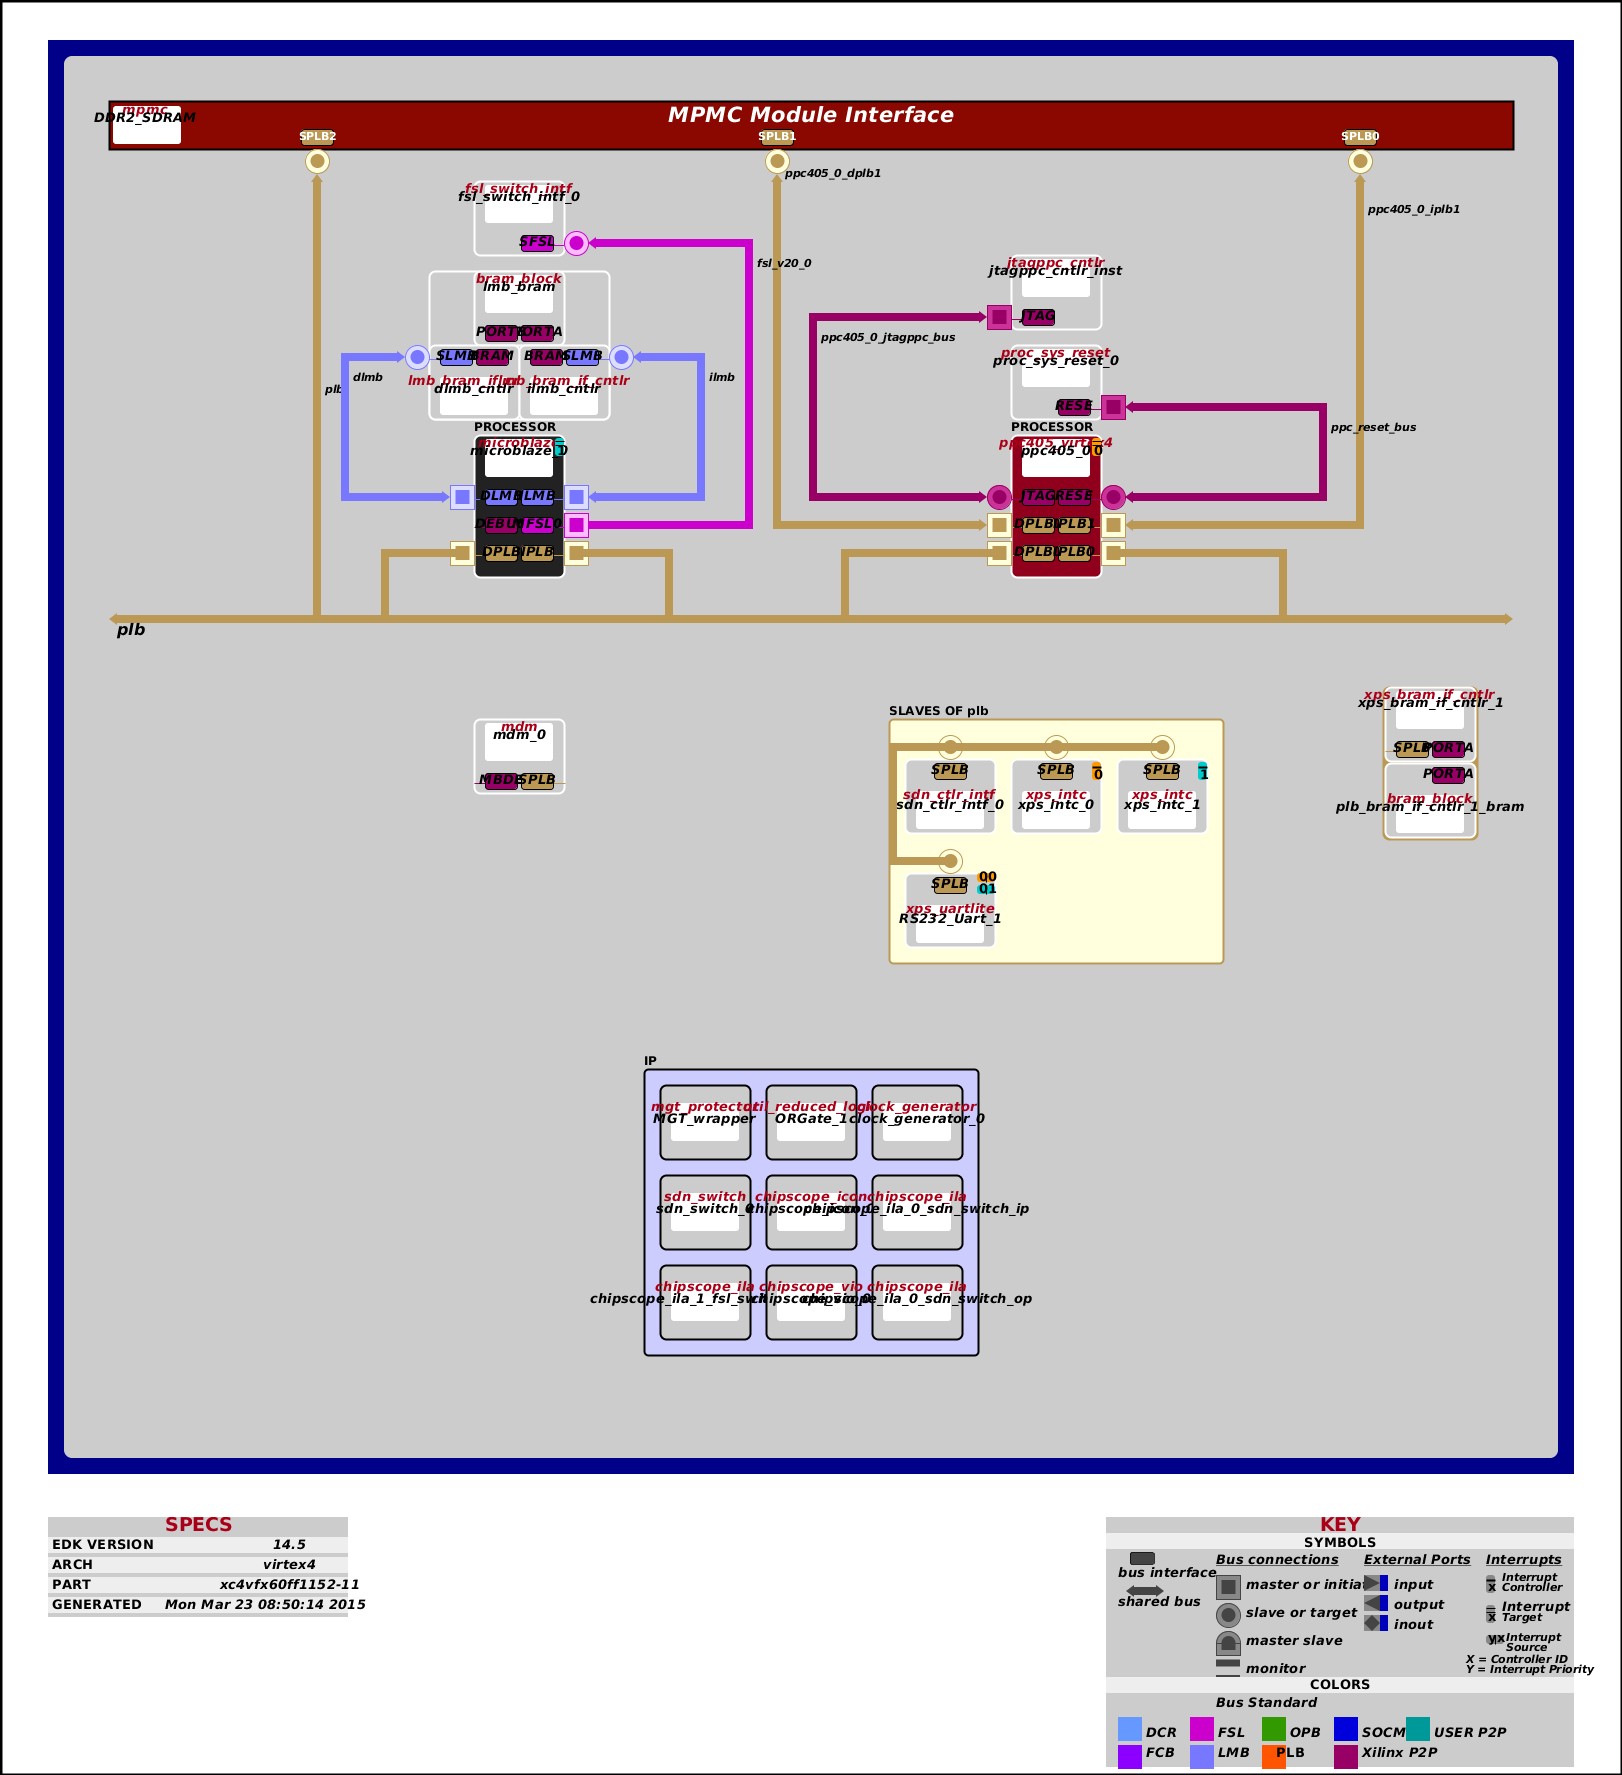 mpmc
DDR2_SDRAM
MPMC Module Interface
SPLB2
SPLB1
SPLB0
ppc405_0_dplb1
ppc405_0_iplb1
fsl_switch_intf
fsl_switch_intf_0
SFSL
fsl_v20_0
bram_block
lmb_bram
PORTB
PORTA
SLMB
BRAM
BRAM
SLMB
dlmb
ilmb
plb
dlmb_cntlr
lmb_bram_if_cntlr
ilmb_cntlr
jtagppc_cntlr
jtagppc_cntlr_inst
JTAG
ppc405_0_jtagppc_bus
proc_sys_reset
proc_sys_reset_0
RESE
ppc_reset_bus
PROCESSOR
microblaze
microblaze_0
1
DLMB
ILMB
DEBU
MFSL0
DPLB
IPLB
PROCESSOR
ppc405_virtex4
ppc405_0
0
JTAG
RESE
DPLB1
IPLB1
DPLB0
IPLB0
plb
mdm
mdm_0
MBDE
SPLB
SLAVES OF plb
SPLB
SPLB
0
SPLB
1
sdn_ctlr_intf
sdn_ctlr_intf_0
xps_intc
xps_intc_0
xps_intc
xps_intc_1
SPLB
00
01
xps_uartlite
RS232_Uart_1
xps_bram_if_cntlr
xps_bram_if_cntlr_1
SPLB
PORTA
PORTA
bram_block
plb_bram_if_cntlr_1_bram
IP
mgt_protector
MGT_wrapper
util_reduced_logic
ORGate_1
clock_generator
clock_generator_0
sdn_switch
sdn_switch_0
chipscope_icon
chipscope_icon_0
chipscope_ila
chipscope_ila_0_sdn_switch_ip
chipscope_ila
chipscope_vio
chipscope_vio_0
chipscope_ila
chipscope_ila_0_sdn_switch_op
SPECS
EDK VERSION 14.5
ARCH virtex4
PART xc4vfx60ff1152-11
GENERATED Mon Mar 23 08:50:14 2015
KEY
SYMBOLS
bus interface
shared bus
Bus connections
master or initiat
slave or target
master slave
monitor
External Ports
input
output
inout
Interrupts
x Interrupt Controller
x Interrupt Target
yx Interrupt Source
X = Controller ID
Y = Interrupt Priority
COLORS
Bus Standard
DCR FSL OPB SOCM USER P2P
FCB LMB PLB Xilinx P2P